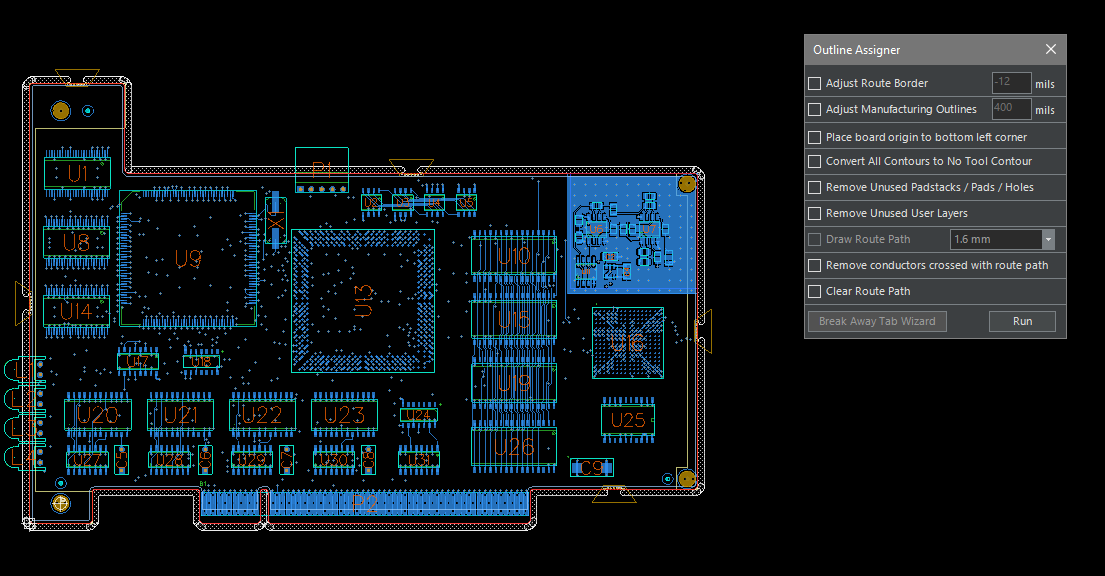 Outline Assigner
Adjust Route Border -12 mils
Adjust Manufacturing Outlines 400 mils
Place board origin to bottom left corner
Convert All Contours to No Tool Contour
Remove Unused Padstacks / Pads / Holes
Remove Unused User Layers
Draw Route Path 1.6 mm
Remove conductors crossed with route path
Clear Route Path
Break Away Tab Wizard Run
U1
U8
U9
U10
U13
U14
U15
U17
U18
U19
U20
U21
U22
U23
U24
U25
U26
U27
U28
U29
U30
U31
C9
P2